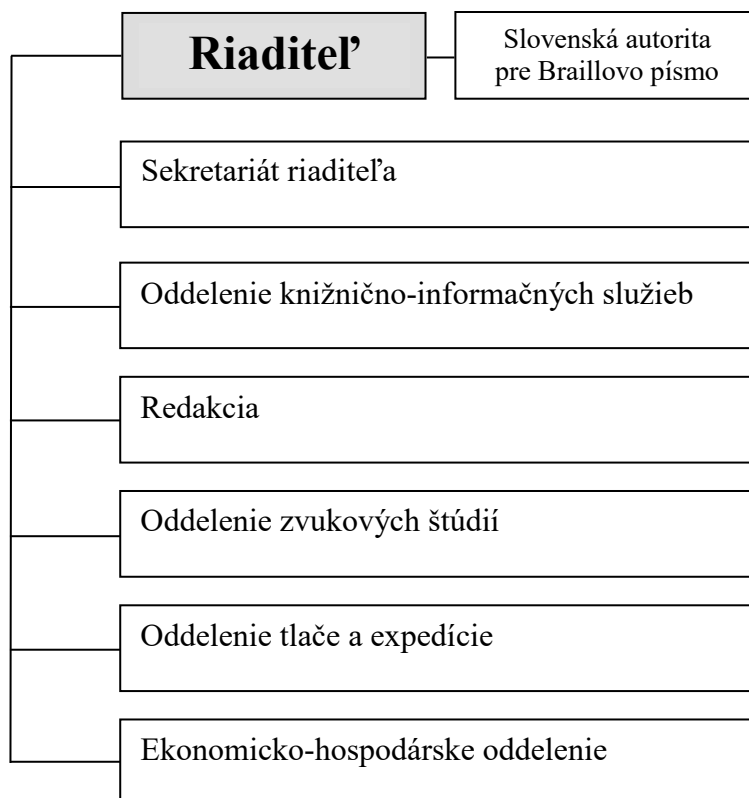 Riaditeľ
Slovenská autorita
pre Braillovo písmo
Sekretariát riaditeľa
Oddelenie knižnično-informačných služieb
Redakcia
Oddelenie zvukových štúdií
Oddelenie tlače a expedície
Ekonomicko-hospodárske oddelenie